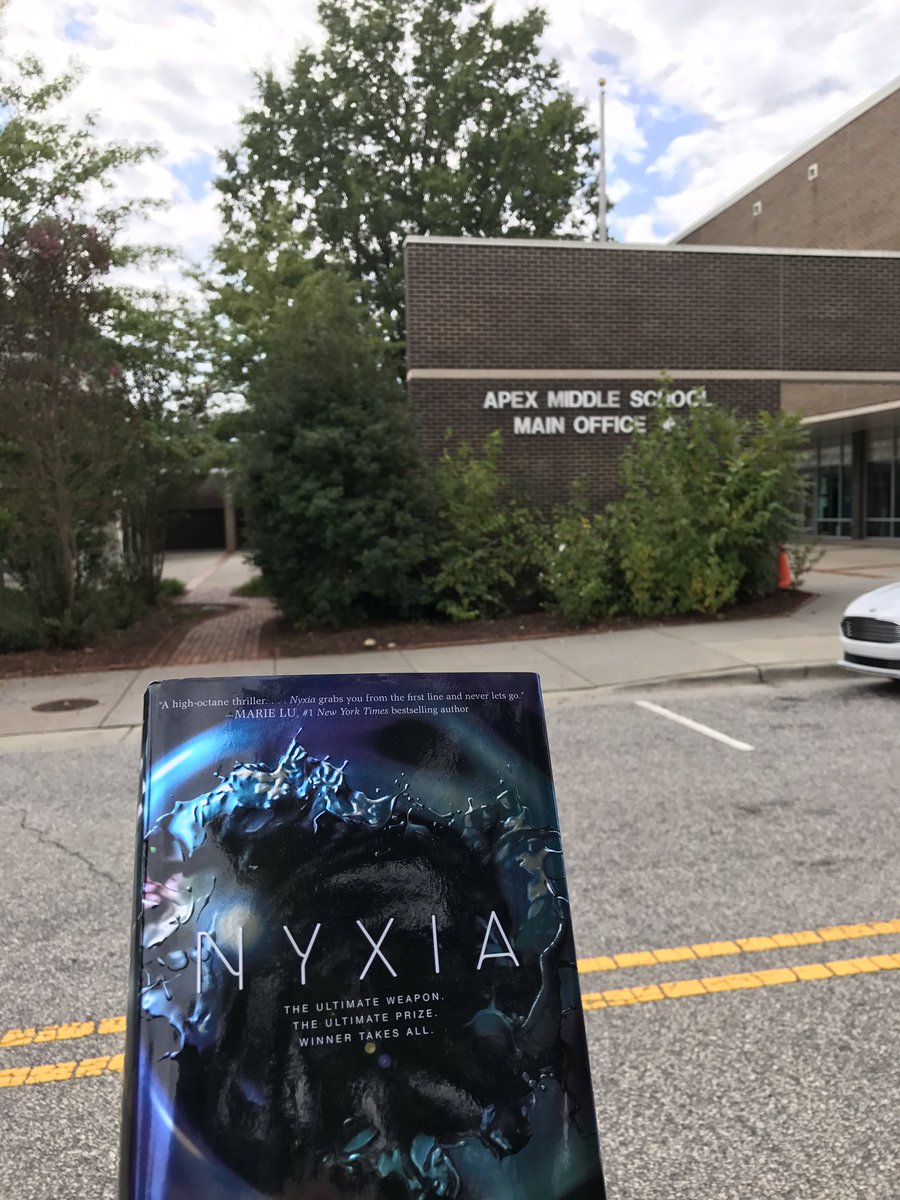 APEX MIDDLE SCHOOL
MAIN OFFICE
“A high-octane thriller. . . . Nyxia grabs you from the first line and never lets go.”
—MARIE LU, #1 New York Times bestselling author
NYXIA
THE ULTIMATE WEAPON.
THE ULTIMATE PRIZE.
WINNER TAKES ALL.